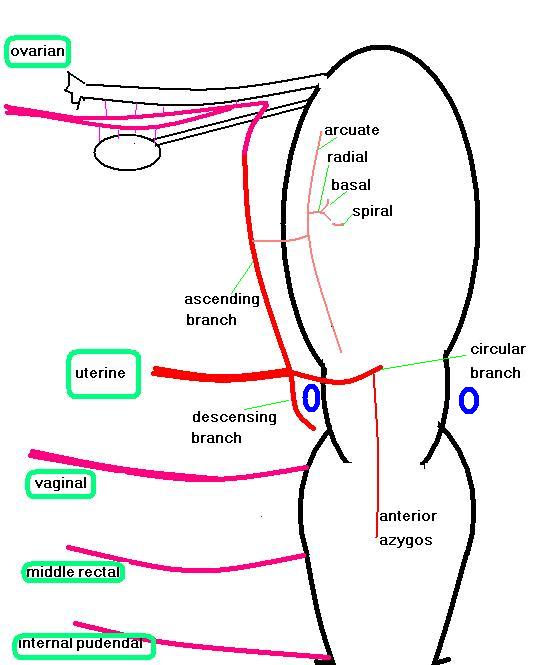 ovarian
arcuate
radial
basal
spiral
ascending
branch
circular
branch
uterine
descensing
branch
vaginal
anterior
azygos
middle rectal
internal pudendal